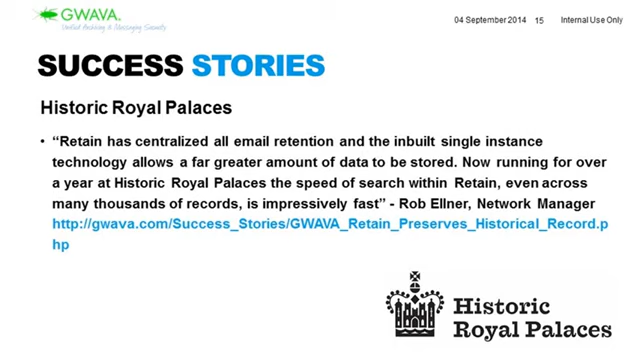 GWAVA.
Unified Archiving & Messaging Security
04 September 2014 15 Internal Use Only
SUCCESS STORIES
Historic Royal Palaces
• “Retain has centralized all email retention and the inbuilt single instance
technology allows a far greater amount of data to be stored. Now running for over
a year at Historic Royal Palaces the speed of search within Retain, even across
many thousands of records, is impressively fast” - Rob Ellner, Network Manager
http://gwava.com/Success_Stories/GWAVA_Retain_Preserves_Historical_Record.p
hp
Historic
Royal Palaces